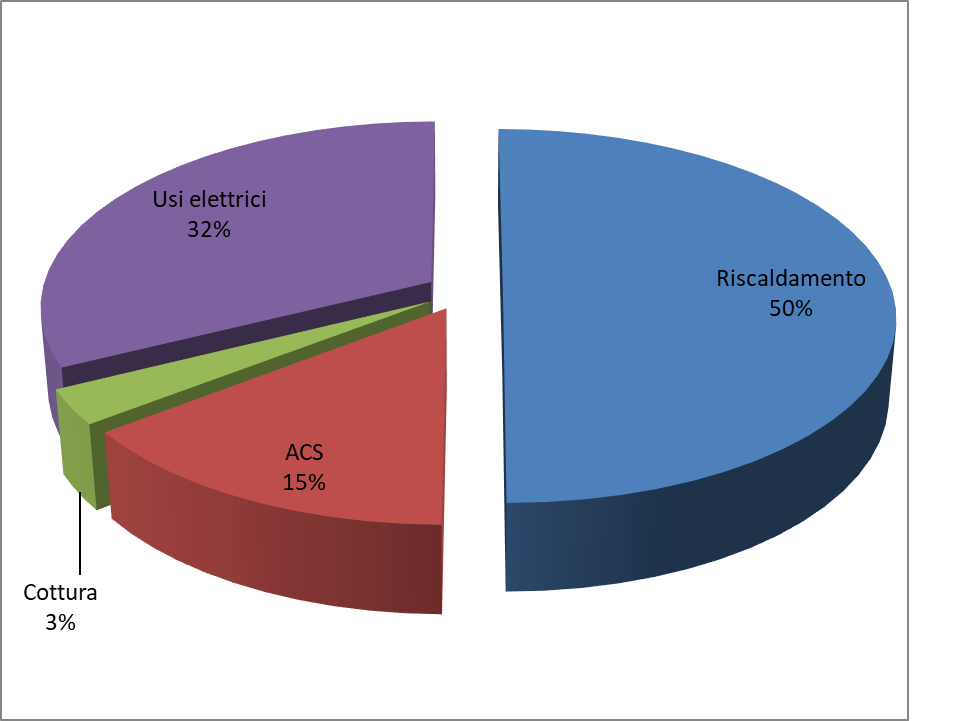 Usi elettrici
32%
Riscaldamento
50%
ACS
15%
Cottura
3%